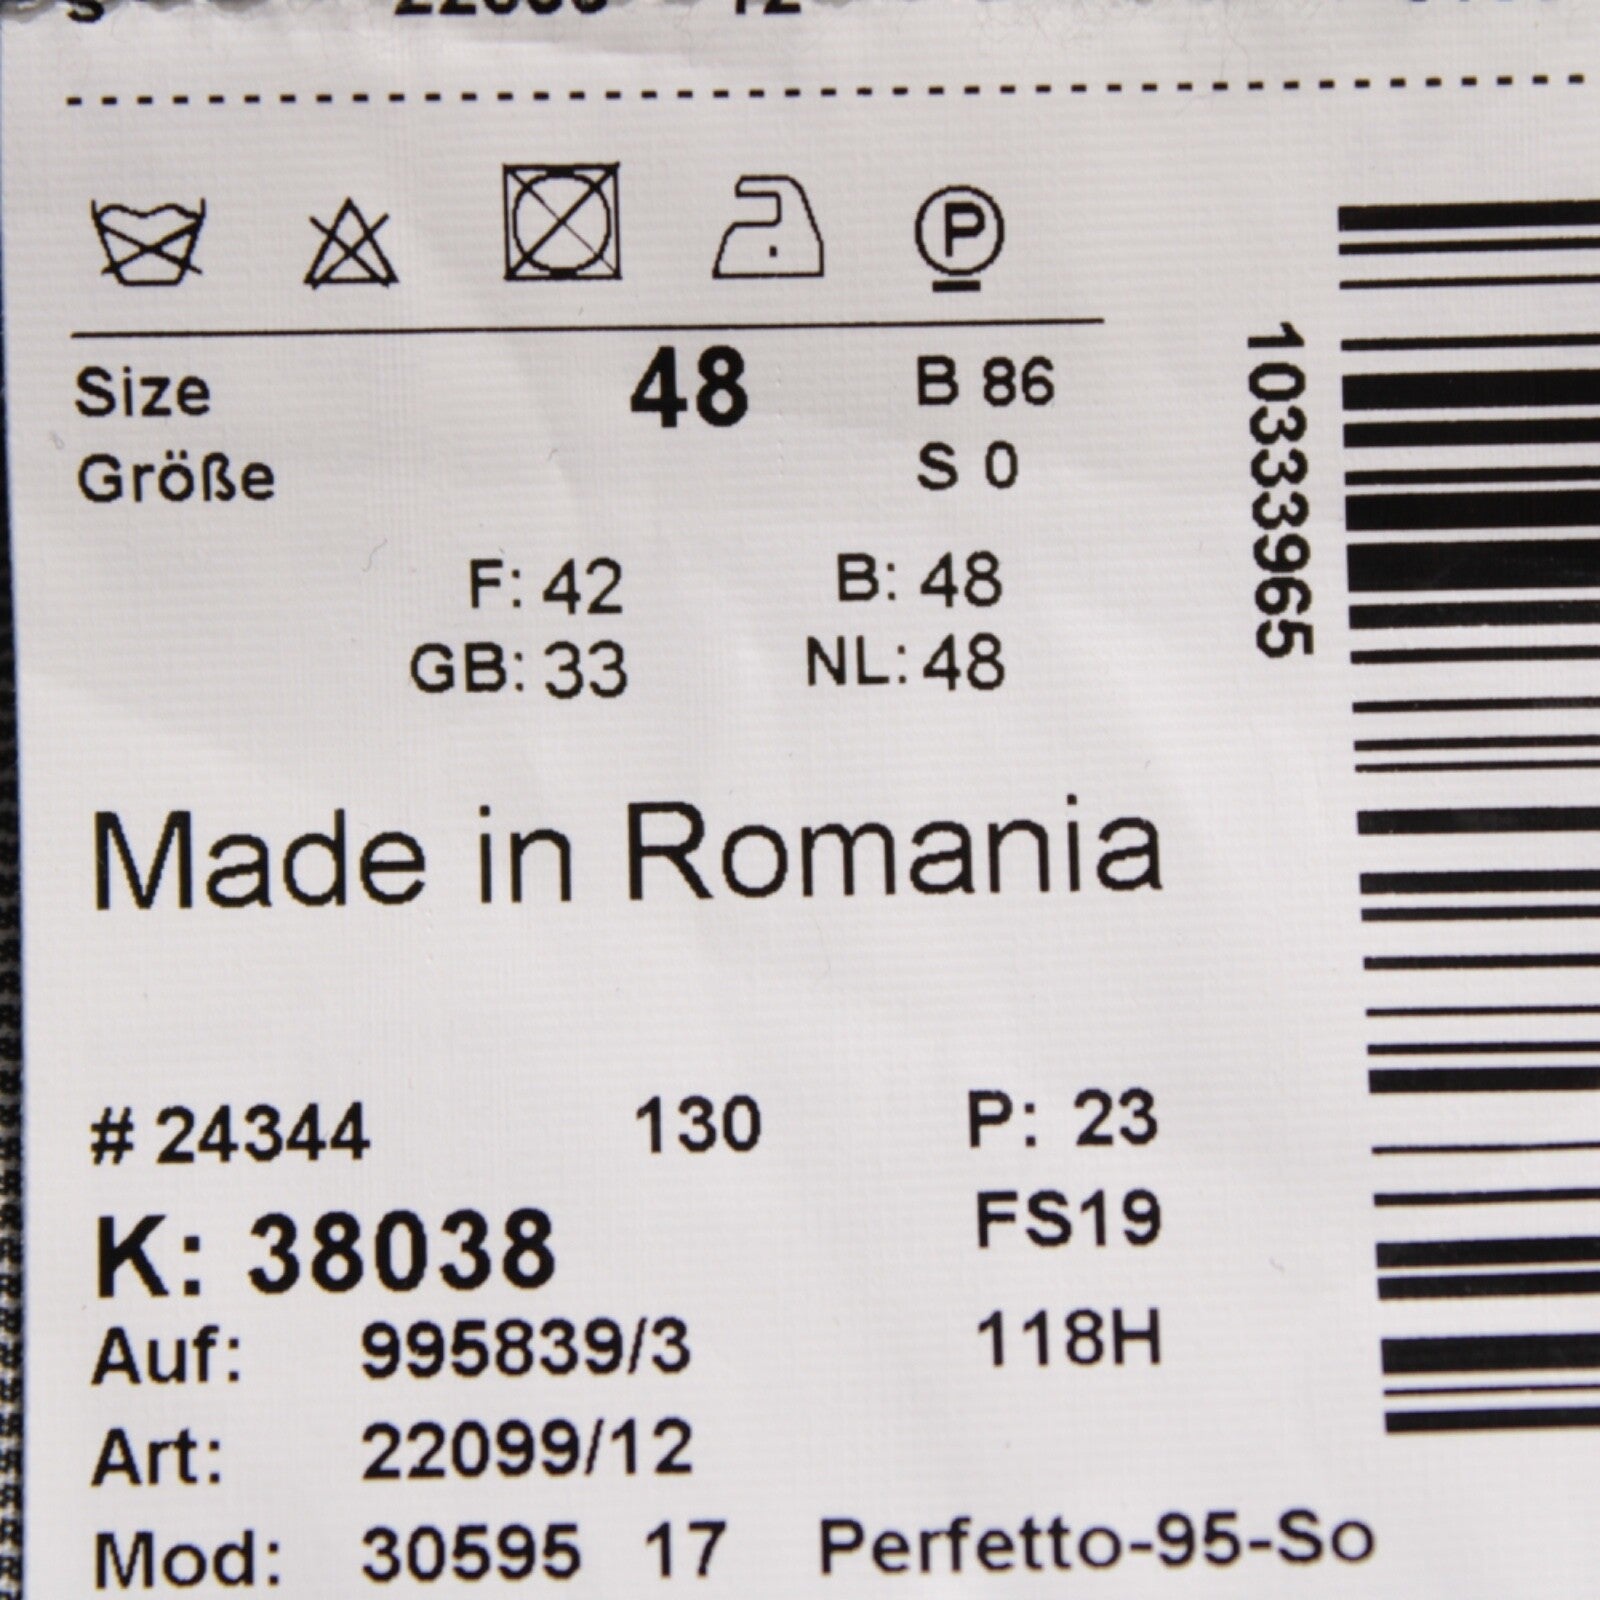 P
Size 48 B 86
Größe S 0
F: 42 B: 48
GB: 33 NL: 48
10333965
Made in Romania
# 24344 130 P: 23
K: 38038 FS19
Auf: 995839/3 118H
Art: 22099/12
Mod: 30595 17 Perfetto-95-So